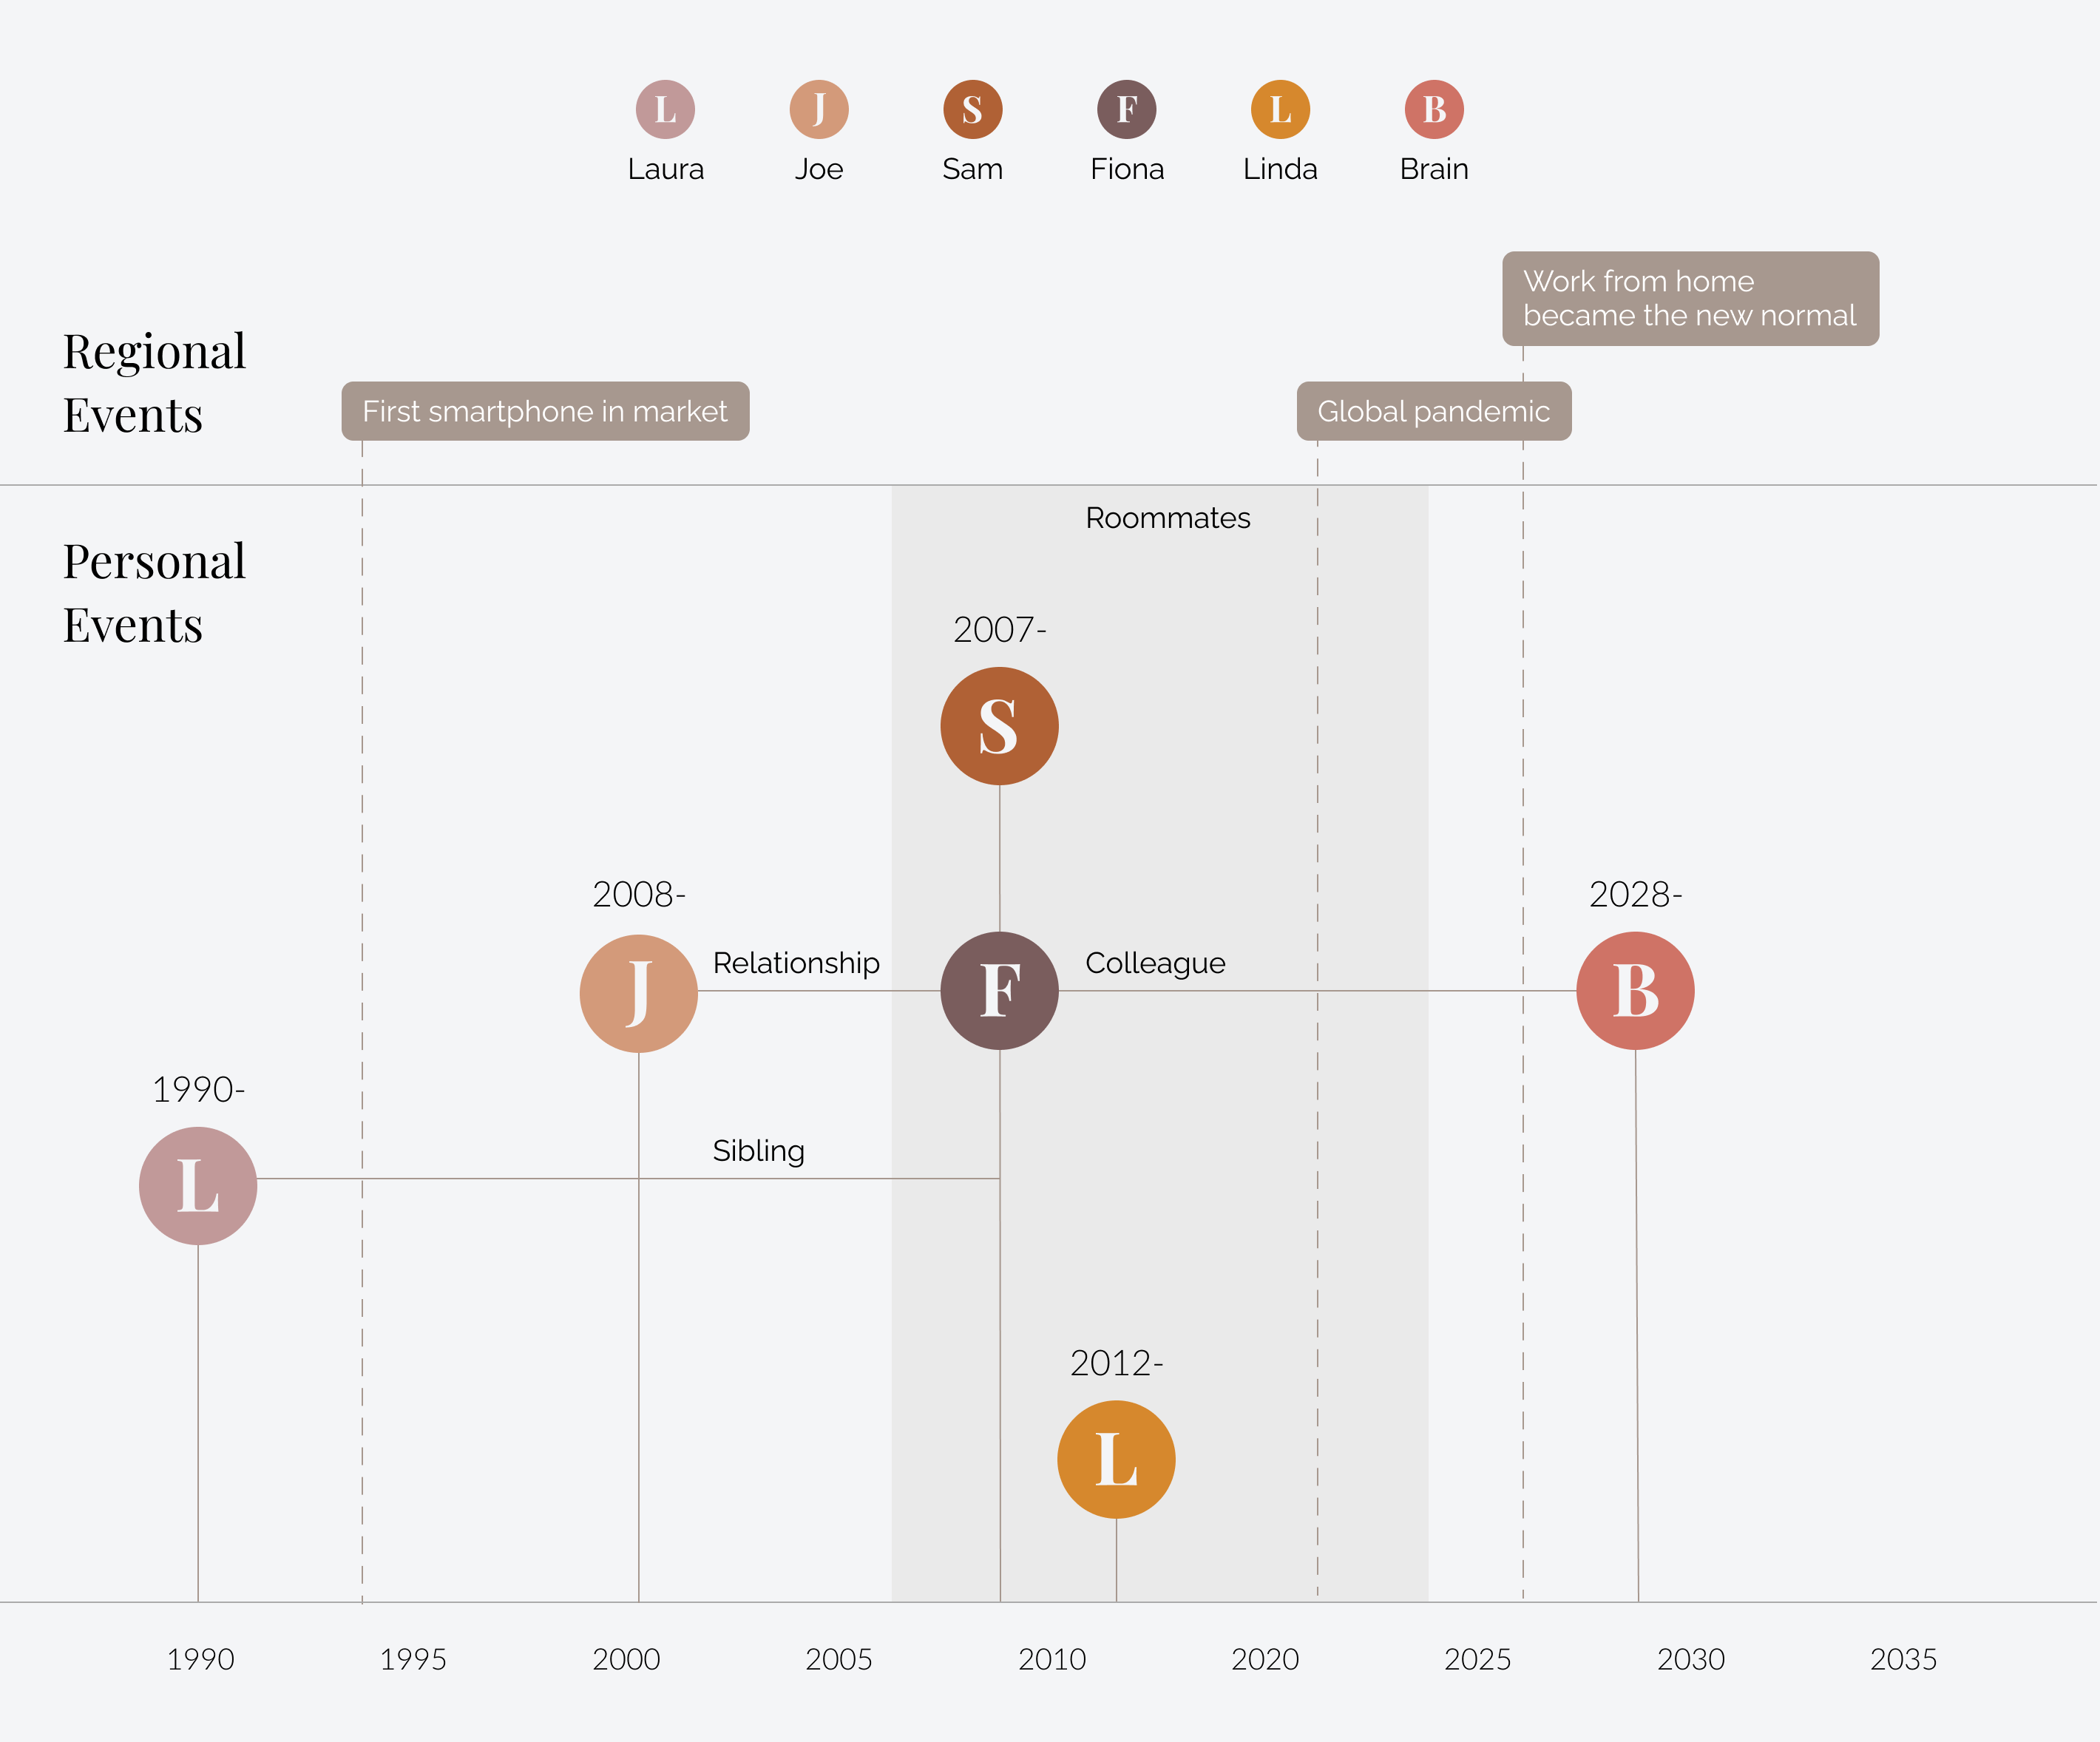 L
J
S
F
L
B
Laura
Joe
Sam
Fiona
Linda
Brain
Work from home
became the new normal
Regional
Events
First smartphone in market
Global pandemic
Roommates
Personal
Events
2007-
S
2008-
2028-
J
Relationship
F
Colleague
B
1990-
L
Sibling
2012-
L
1990
1995
2000
2005
2010
2020
2025
2030
2035